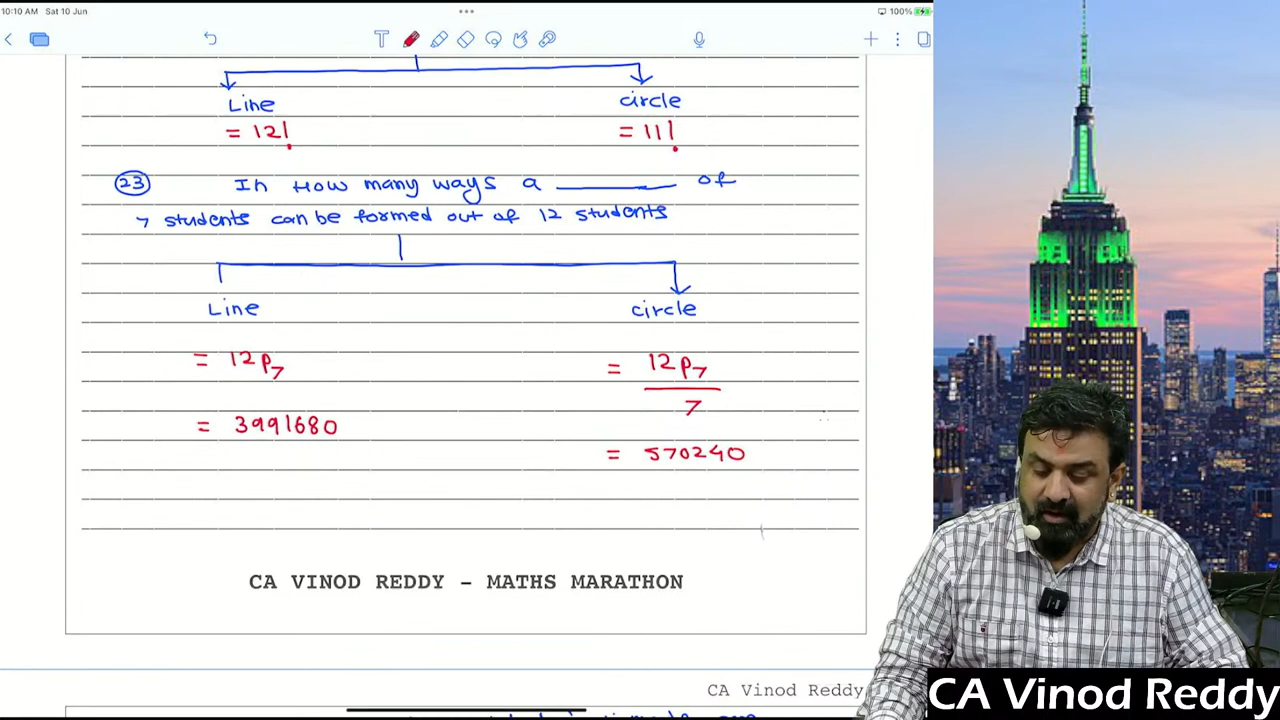 10:10 AM Sat 10 Jun
100%
Line
circle
= 12!
= 11!
23 In How many ways a ________ of
7 students can be formed out of 12 students
Line
circle
= 12P7
= 12P7
7
= 3991680
= 570240
CA VINOD REDDY - MATHS MARATHON
CA Vinod Reddy
CA Vinod Reddy